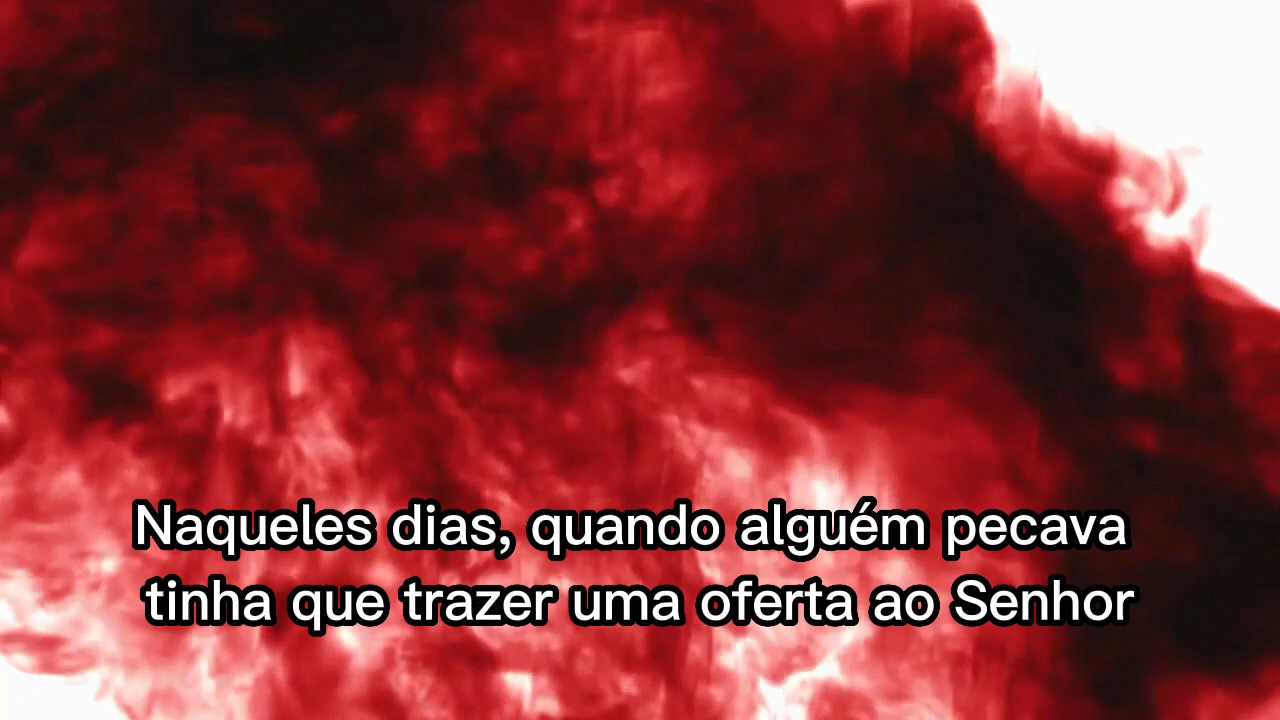 Naqueles dias, quando alguém pecava
tinha que trazer uma oferta ao Senhor